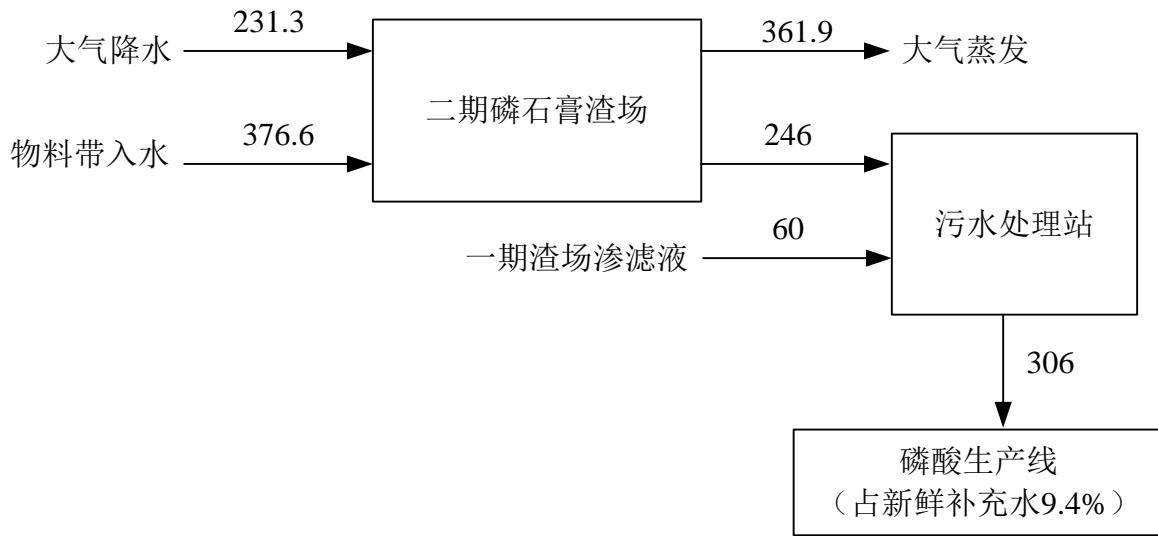 231.3
大气降水
361.9
大气蒸发
二期磷石膏渣场
376.6
物料带入水
246
污水处理站
60
一期渣场渗滤液
306
磷酸生产线
（占新鲜补充水9.4%）